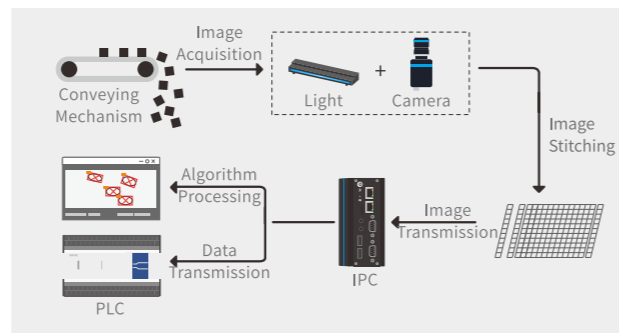 Image
Acquisition
Conveying
Mechanism
Light
+
Camera
Image
Stitching
Algorithm
Processing
Image
Transmission
Data
Transmission
IPC
PLC